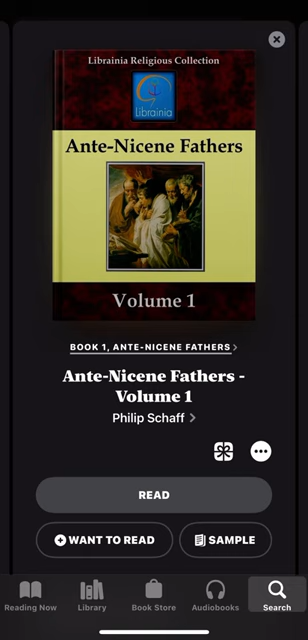 Librainia Religious Collection
Librainia
Ante-Nicene Fathers
Volume 1
BOOK 1, ANTE-NICENE FATHERS
Ante-Nicene Fathers -
Volume 1
Philip Schaff
READ
WANT TO READ
SAMPLE
Reading Now
Library
Book Store
Audiobooks
Search